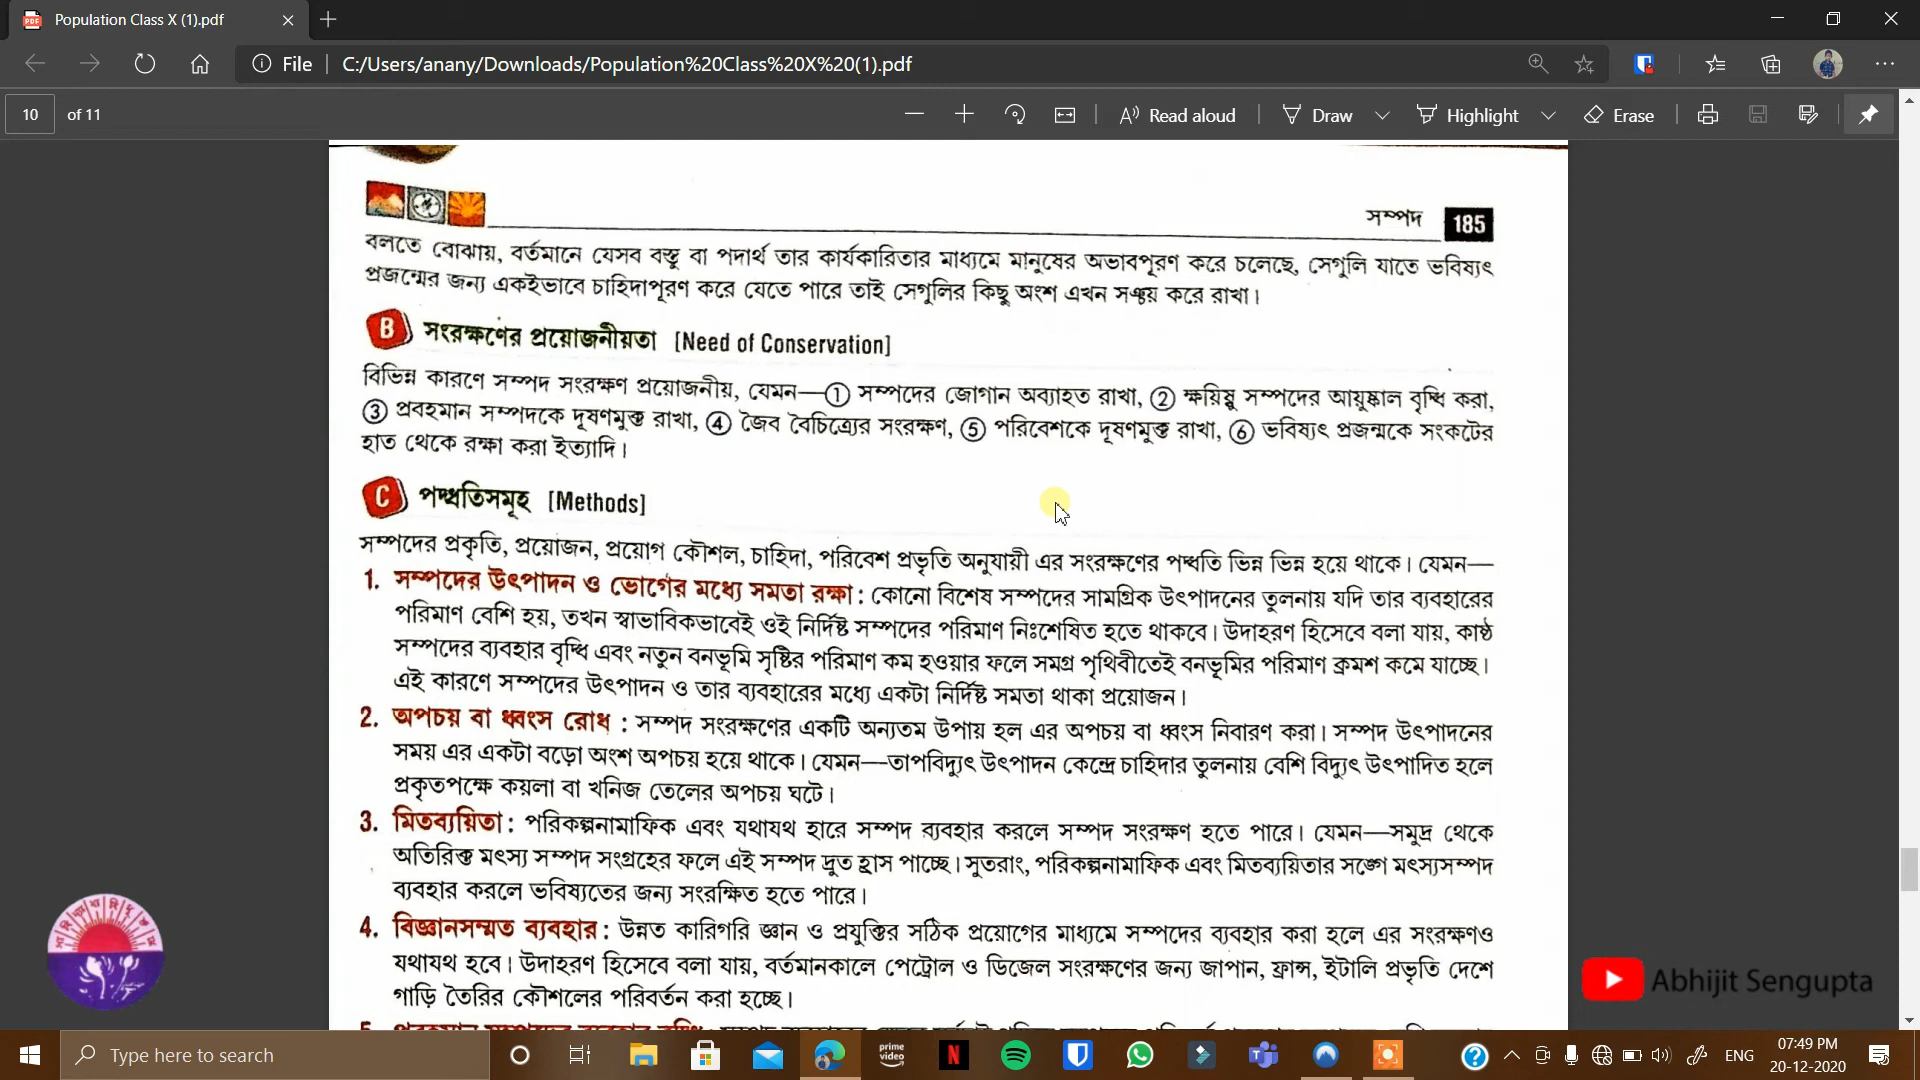 Population Class X (1).pdf
File
C:/Users/anany/Downloads/Population%20Class%20X%20(1).pdf
10 of 11
Read aloud
Draw
Highlight
Erase
সম্পদ 185
বলতে বোঝায়, বর্তমানে যেসব বস্তু বা পদার্থ তার কার্যকারিতার মাধ্যমে মানুষের অভাবপূরণ করে চলেছে, সেগুলি যাতে ভবিষ্যৎ
প্রজন্মের জন্য একইভাবে চাহিদাপূরণ করে যেতে পারে তাই সেগুলির কিছু অংশ এখন সঞ্চয় করে রাখা।
B সংরক্ষণের প্রয়োজনীয়তা [Need of Conservation]
বিভিন্ন কারণে সম্পদ সংরক্ষণ প্রয়োজনীয়, যেমন—① সম্পদের জোগান অব্যাহত রাখা, ② ক্ষয়িষ্ণু সম্পদের আয়ুষ্কাল বৃদ্ধি করা,
③ প্রবহমান সম্পদকে দূষণমুক্ত রাখা, ④ জৈব বৈচিত্র্যের সংরক্ষণ, ⑤ পরিবেশকে দূষণমুক্ত রাখা, ⑥ ভবিষ্যৎ প্রজন্মকে সংকটের
হাত থেকে রক্ষা করা ইত্যাদি।
C পদ্ধতিসমূহ [Methods]
সম্পদের প্রকৃতি, প্রয়োজন, প্রয়োগ কৌশল, চাহিদা, পরিবেশ প্রভৃতি অনুযায়ী এর সংরক্ষণের পদ্ধতি ভিন্ন ভিন্ন হয়ে থাকে। যেমন—
1. সম্পদের উৎপাদন ও ভোগের মধ্যে সমতা রক্ষা : কোনো বিশেষ সম্পদের সামগ্রিক উৎপাদনের তুলনায় যদি তার ব্যবহারের
পরিমাণ বেশি হয়, তখন স্বাভাবিকভাবেই ওই নির্দিষ্ট সম্পদের পরিমাণ নিঃশেষিত হতে থাকবে। উদাহরণ হিসেবে বলা যায়, কাষ্ঠ
সম্পদের ব্যবহার বৃদ্ধি এবং নতুন বনভূমি সৃষ্টির পরিমাণ কম হওয়ার ফলে সমগ্র পৃথিবীতেই বনভূমির পরিমাণ ক্রমশ কমে যাচ্ছে।
এই কারণে সম্পদের উৎপাদন ও তার ব্যবহারের মধ্যে একটা নির্দিষ্ট সমতা থাকা প্রয়োজন।
2. অপচয় বা ধ্বংস রোধ : সম্পদ সংরক্ষণের একটি অন্যতম উপায় হল এর অপচয় বা ধ্বংস নিবারণ করা। সম্পদ উৎপাদনের
সময় এর একটা বড়ো অংশ অপচয় হয়ে থাকে। যেমন—তাপবিদ্যুৎ উৎপাদন কেন্দ্রে চাহিদার তুলনায় বেশি বিদ্যুৎ উৎপাদিত হলে
প্রকৃতপক্ষে কয়লা বা খনিজ তেলের অপচয় ঘটে।
3. মিতব্যয়িতা : পরিকল্পনামাফিক এবং যথাযথ হারে সম্পদ ব্যবহার করলে সম্পদ সংরক্ষণ হতে পারে। যেমন—সমুদ্র থেকে
অতিরিক্ত মৎস্য সম্পদ সংগ্রহের ফলে এই সম্পদ দ্রুত হ্রাস পাচ্ছে। সুতরাং, পরিকল্পনামাফিক এবং মিতব্যয়িতার সঙ্গে মৎস্যসম্পদ
ব্যবহার করলে ভবিষ্যতের জন্য সংরক্ষিত হতে পারে।
4. বিজ্ঞানসম্মত ব্যবহার : উন্নত কারিগরি জ্ঞান ও প্রযুক্তির সঠিক প্রয়োগের মাধ্যমে সম্পদের ব্যবহার করা হলে এর সংরক্ষণও
যথাযথ হবে। উদাহরণ হিসেবে বলা যায়, বর্তমানকালে পেট্রোল ও ডিজেল সংরক্ষণের জন্য জাপান, ফ্রান্স, ইটালি প্রভৃতি দেশে
গাড়ি তৈরির কৌশলের পরিবর্তন করা হচ্ছে।
Abhijit Sengupta
Type here to search
prime video
ENG
07:49 PM
20-12-2020